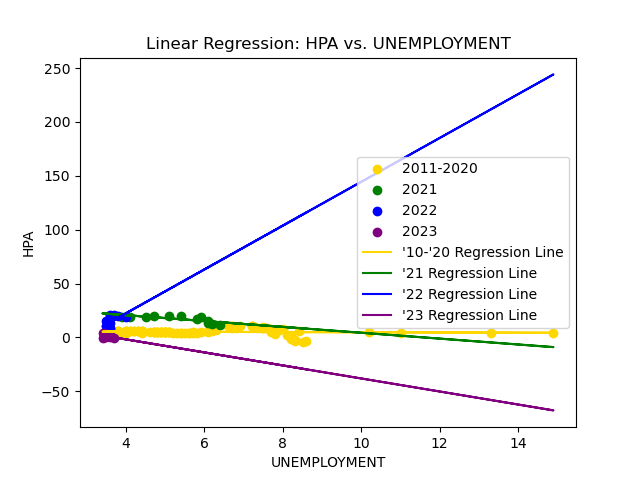 Linear Regression: HPA vs. UNEMPLOYMENT
250
200
150
100
50
0
−50
HPA
2011-2020
2021
2022
2023
'10-'20 Regression Line
'21 Regression Line
'22 Regression Line
'23 Regression Line
4
6
8
10
12
14
UNEMPLOYMENT